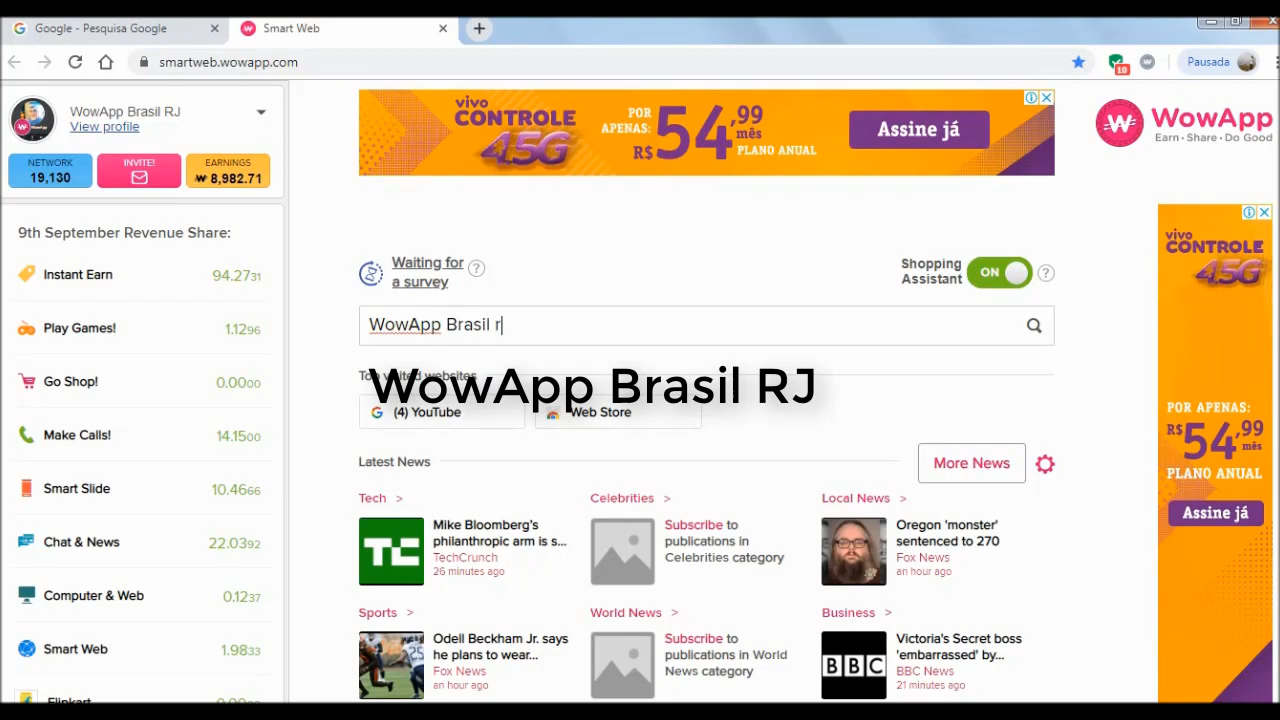 Google - Pesquisa Google
Smart Web
smartweb.wowapp.com
10
Pausada
WowApp Brasil RJ
View profile
NETWORK
19,130
INVITE!
EARNINGS
8,982.71
9th September Revenue Share:
Instant Earn 94.2731
Play Games! 1.1296
Go Shop! 0.0000
Make Calls! 14.1500
Smart Slide 10.4666
Chat & News 22.0392
Computer & Web 0.1237
Smart Web 1.9833
Flipkart
vivo
CONTROLE
4,5G
POR
APENAS:
R$ 54,99
mês
PLANO ANUAL
Assine já
WowApp
Earn • Share • Do Good
Waiting for
a survey
?
Shopping
Assistant
ON
?
WowApp Brasil r
Top visited websites
WowApp Brasil RJ
(4) YouTube
Web Store
Latest News
More News
Tech >
Mike Bloomberg's
philanthropic arm is s...
TechCrunch
26 minutes ago
Celebrities >
Subscribe to
publications in
Celebrities category
Local News >
Oregon 'monster'
sentenced to 270
Fox News
an hour ago
Sports >
Odell Beckham Jr. says
he plans to wear...
Fox News
an hour ago
World News >
Subscribe to
publications in World
News category
Business >
BBC
Victoria's Secret boss
'embarrassed' by...
BBC News
21 minutes ago
vivo
CONTROLE
4,5G
POR APENAS:
R$ 54,99
mês
PLANO ANUAL
Assine já